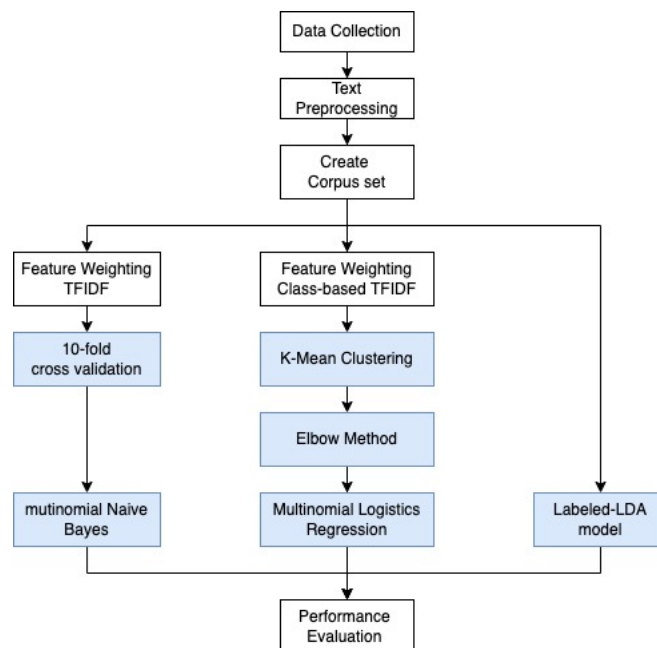 Data Collection
Text
Preprocessing
Create
Corpus set
Feature Weighting
TFIDF
Feature Weighting
Class-based TFIDF
10-fold
cross validation
K-Mean Clustering
Elbow Method
mutinomial Naive
Bayes
Multinomial Logistics
Regression
Labeled-LDA
model
Performance
Evaluation